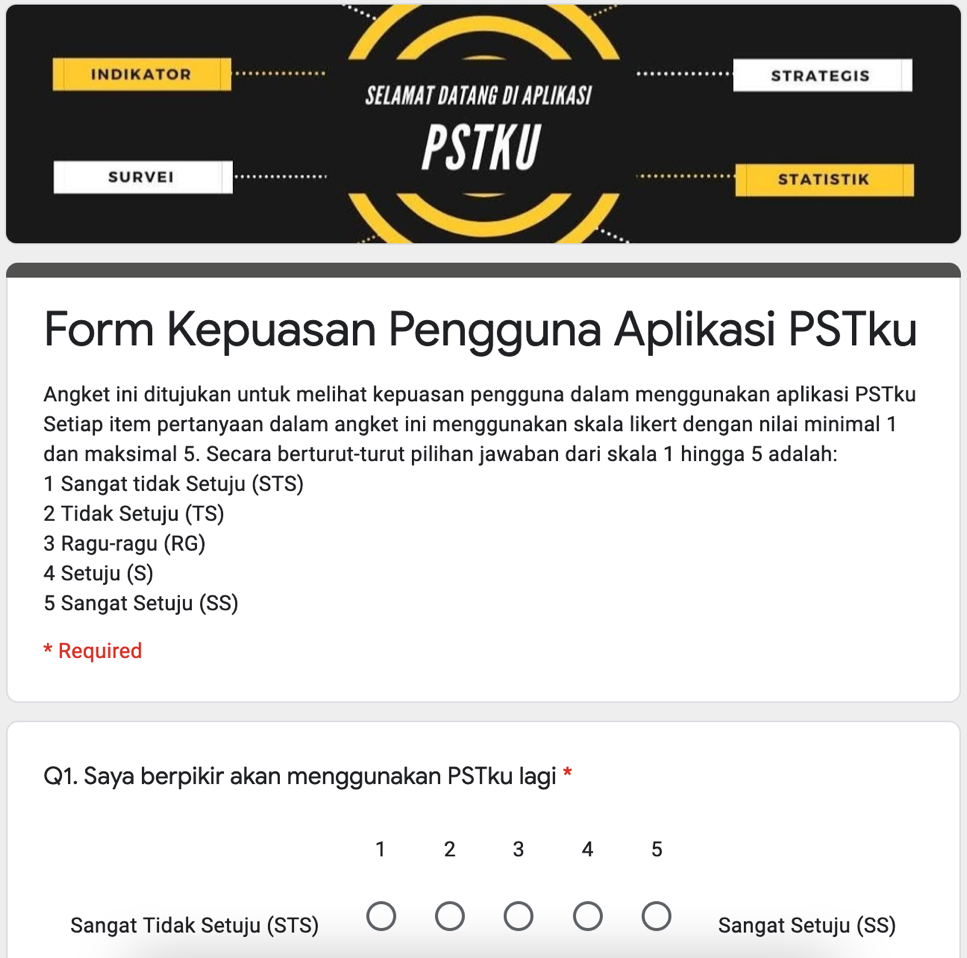 INDIKATOR
STRATEGIS
SELAMAT DATANG DI APLIKASI
PSTKU
SURVEI
STATISTIK
Form Kepuasan Pengguna Aplikasi PSTku
Angket ini ditujukan untuk melihat kepuasan pengguna dalam menggunakan aplikasi PSTku
Setiap item pertanyaan dalam angket ini menggunakan skala likert dengan nilai minimal 1
dan maksimal 5. Secara berturut-turut pilihan jawaban dari skala 1 hingga 5 adalah:
1 Sangat tidak Setuju (STS)
2 Tidak Setuju (TS)
3 Ragu-ragu (RG)
4 Setuju (S)
5 Sangat Setuju (SS)
* Required
Q1. Saya berpikir akan menggunakan PSTku lagi *
1 2 3 4 5
Sangat Tidak Setuju (STS) Sangat Setuju (SS)